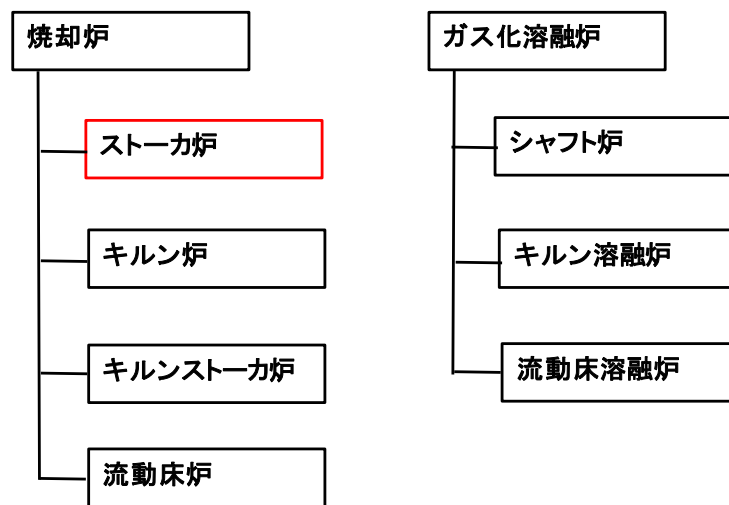 焼却炉
ストーカ炉
キルン炉
キルンストーカ炉
流動床炉
ガス化溶融炉
シャフト炉
キルン溶融炉
流動床溶融炉